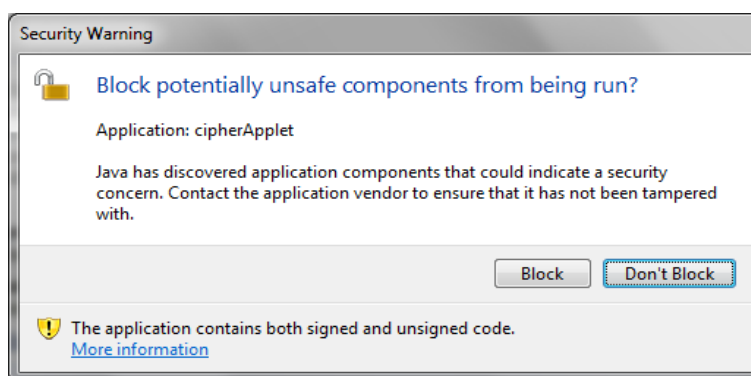 Security Warning
Block potentially unsafe components from being run?
Application: cipherApplet
Java has discovered application components that could indicate a security
concern. Contact the application vendor to ensure that it has not been tampered
with.
Block
Don't Block
The application contains both signed and unsigned code.
More information